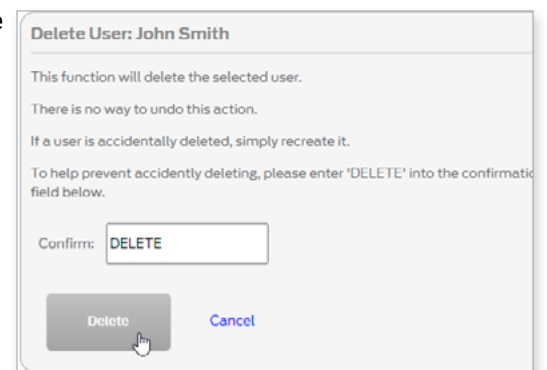 e
Delete User: John Smith
This function will delete the selected user.
There is no way to undo this action.
If a user is accidentally deleted, simply recreate it.
To help prevent accidently deleting, please enter 'DELETE' into the confirmatic
field below.
Confirm: DELETE
Delete Cancel